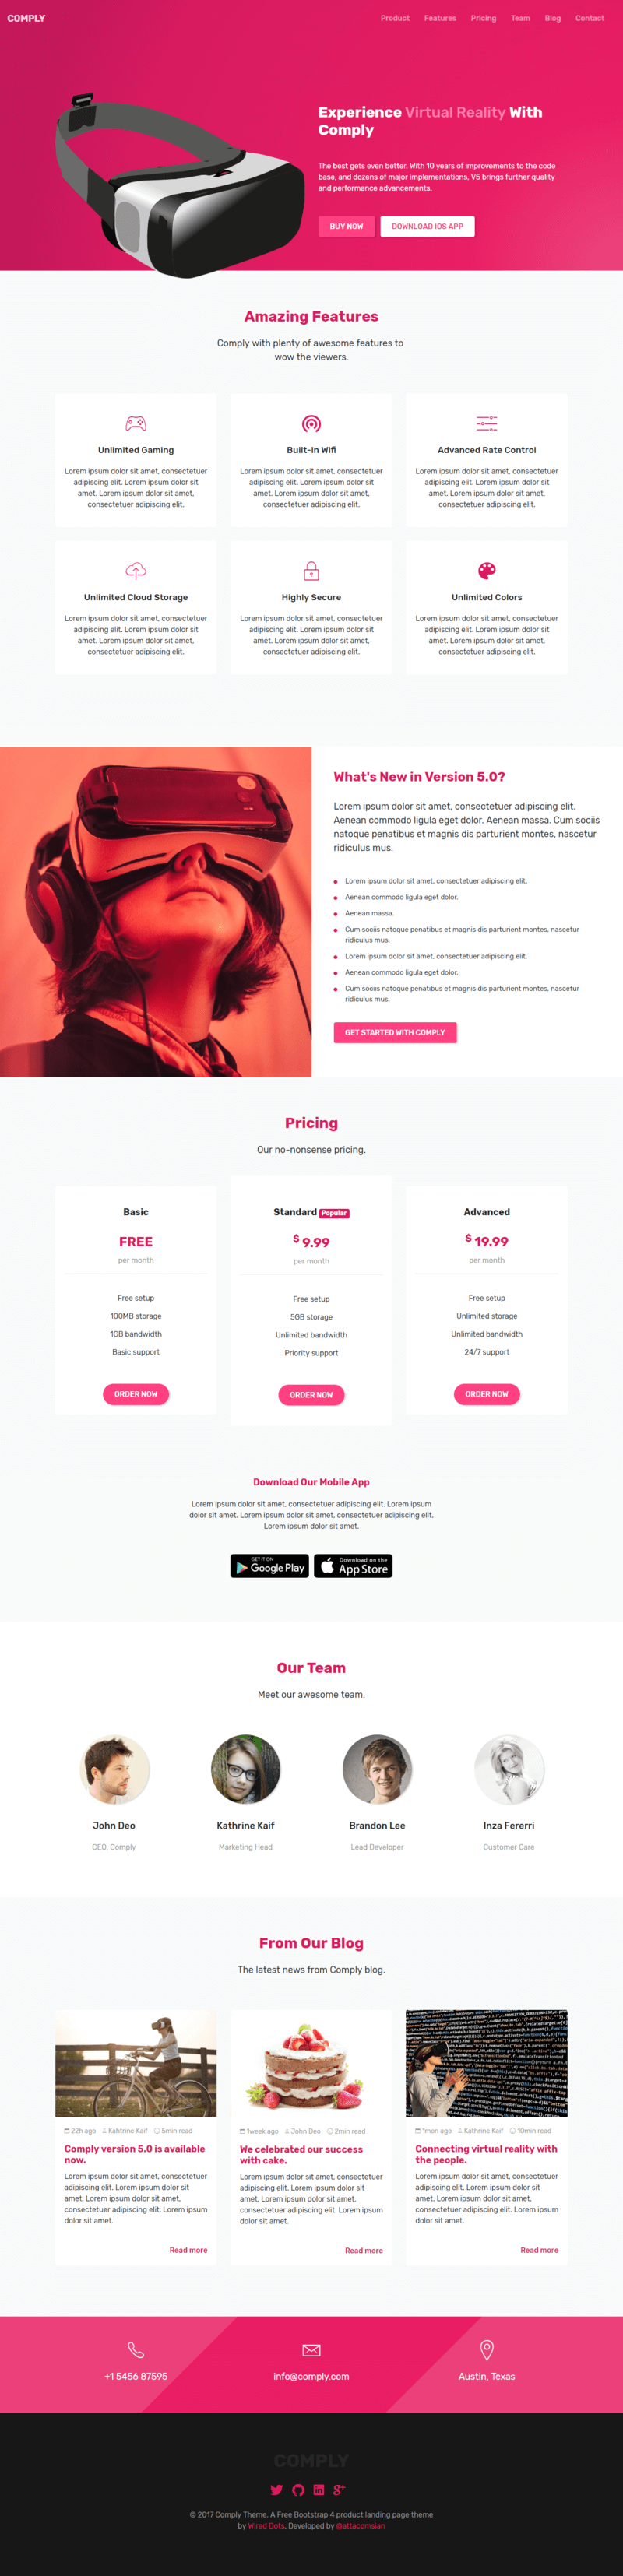 COMPLY
Product Features Pricing Team Blog Contact
Experience Virtual Reality With
Comply
The best gets even better. With 10 years of improvements to the code
base, and dozens of major implementations, V5 brings further quality
and performance advancements.
BUY NOW
DOWNLOAD IOS APP
Amazing Features
Comply with plenty of awesome features to
wow the viewers.
Unlimited Gaming
Lorem ipsum dolor sit amet, consectetuer
adipiscing elit. Lorem ipsum dolor sit
amet. Lorem ipsum dolor sit amet,
consectetuer adipiscing elit.
Built-in Wifi
Lorem ipsum dolor sit amet, consectetuer
adipiscing elit. Lorem ipsum dolor sit
amet. Lorem ipsum dolor sit amet,
consectetuer adipiscing elit.
Advanced Rate Control
Lorem ipsum dolor sit amet, consectetuer
adipiscing elit. Lorem ipsum dolor sit
amet. Lorem ipsum dolor sit amet,
consectetuer adipiscing elit.
Unlimited Cloud Storage
Lorem ipsum dolor sit amet, consectetuer
adipiscing elit. Lorem ipsum dolor sit
amet. Lorem ipsum dolor sit amet,
consectetuer adipiscing elit.
Highly Secure
Lorem ipsum dolor sit amet, consectetuer
adipiscing elit. Lorem ipsum dolor sit
amet. Lorem ipsum dolor sit amet,
consectetuer adipiscing elit.
Unlimited Colors
Lorem ipsum dolor sit amet, consectetuer
adipiscing elit. Lorem ipsum dolor sit
amet. Lorem ipsum dolor sit amet,
consectetuer adipiscing elit.
What's New in Version 5.0?
Lorem ipsum dolor sit amet, consectetuer adipiscing elit.
Aenean commodo ligula eget dolor. Aenean massa. Cum sociis
natoque penatibus et magnis dis parturient montes, nascetur
ridiculus mus.
Lorem ipsum dolor sit amet, consectetuer adipiscing elit.
Aenean commodo ligula eget dolor.
Aenean massa.
Cum sociis natoque penatibus et magnis dis parturient montes, nascetur
ridiculus mus.
Lorem ipsum dolor sit amet, consectetuer adipiscing elit.
Aenean commodo ligula eget dolor.
Cum sociis natoque penatibus et magnis dis parturient montes, nascetur
ridiculus mus.
GET STARTED WITH COMPLY
Pricing
Our no-nonsense pricing.
Basic
FREE
per month
Free setup
100MB storage
1GB bandwidth
Basic support
ORDER NOW
Standard Popular
$ 9.99
per month
Free setup
5GB storage
Unlimited bandwidth
Priority support
ORDER NOW
Advanced
$ 19.99
per month
Free setup
Unlimited storage
Unlimited bandwidth
24/7 support
ORDER NOW
Download Our Mobile App
Lorem ipsum dolor sit amet, consectetuer adipiscing elit. Lorem ipsum
dolor sit amet. Lorem ipsum dolor sit amet, consectetuer adipiscing elit.
Lorem ipsum dolor sit amet.
GET IT ON
Google Play
Download on the
App Store
Our Team
Meet our awesome team.
John Deo
CEO, Comply
Kathrine Kaif
Marketing Head
Brandon Lee
Lead Developer
Inza Fererri
Customer Care
From Our Blog
The latest news from Comply blog.
22h ago Kahtrine Kaif 5min read
Comply version 5.0 is available
now.
Lorem ipsum dolor sit amet, consectetuer
adipiscing elit. Lorem ipsum dolor sit
amet. Lorem ipsum dolor sit amet,
consectetuer adipiscing elit. Lorem ipsum
dolor sit amet.
Read more
1week ago John Deo 2min read
We celebrated our success
with cake.
Lorem ipsum dolor sit amet, consectetuer
adipiscing elit. Lorem ipsum dolor sit
amet. Lorem ipsum dolor sit amet,
consectetuer adipiscing elit. Lorem ipsum
dolor sit amet.
Read more
1mon ago Kathrine Kaif 10min read
Connecting virtual reality with
the people.
Lorem ipsum dolor sit amet, consectetuer
adipiscing elit. Lorem ipsum dolor sit
amet. Lorem ipsum dolor sit amet,
consectetuer adipiscing elit. Lorem ipsum
dolor sit amet.
Read more
+1 5456 87595
info@comply.com
Austin, Texas
COMPLY
© 2017 Comply Theme. A Free Bootstrap 4 product landing page theme
by Wired Dots. Developed by @attacomsian